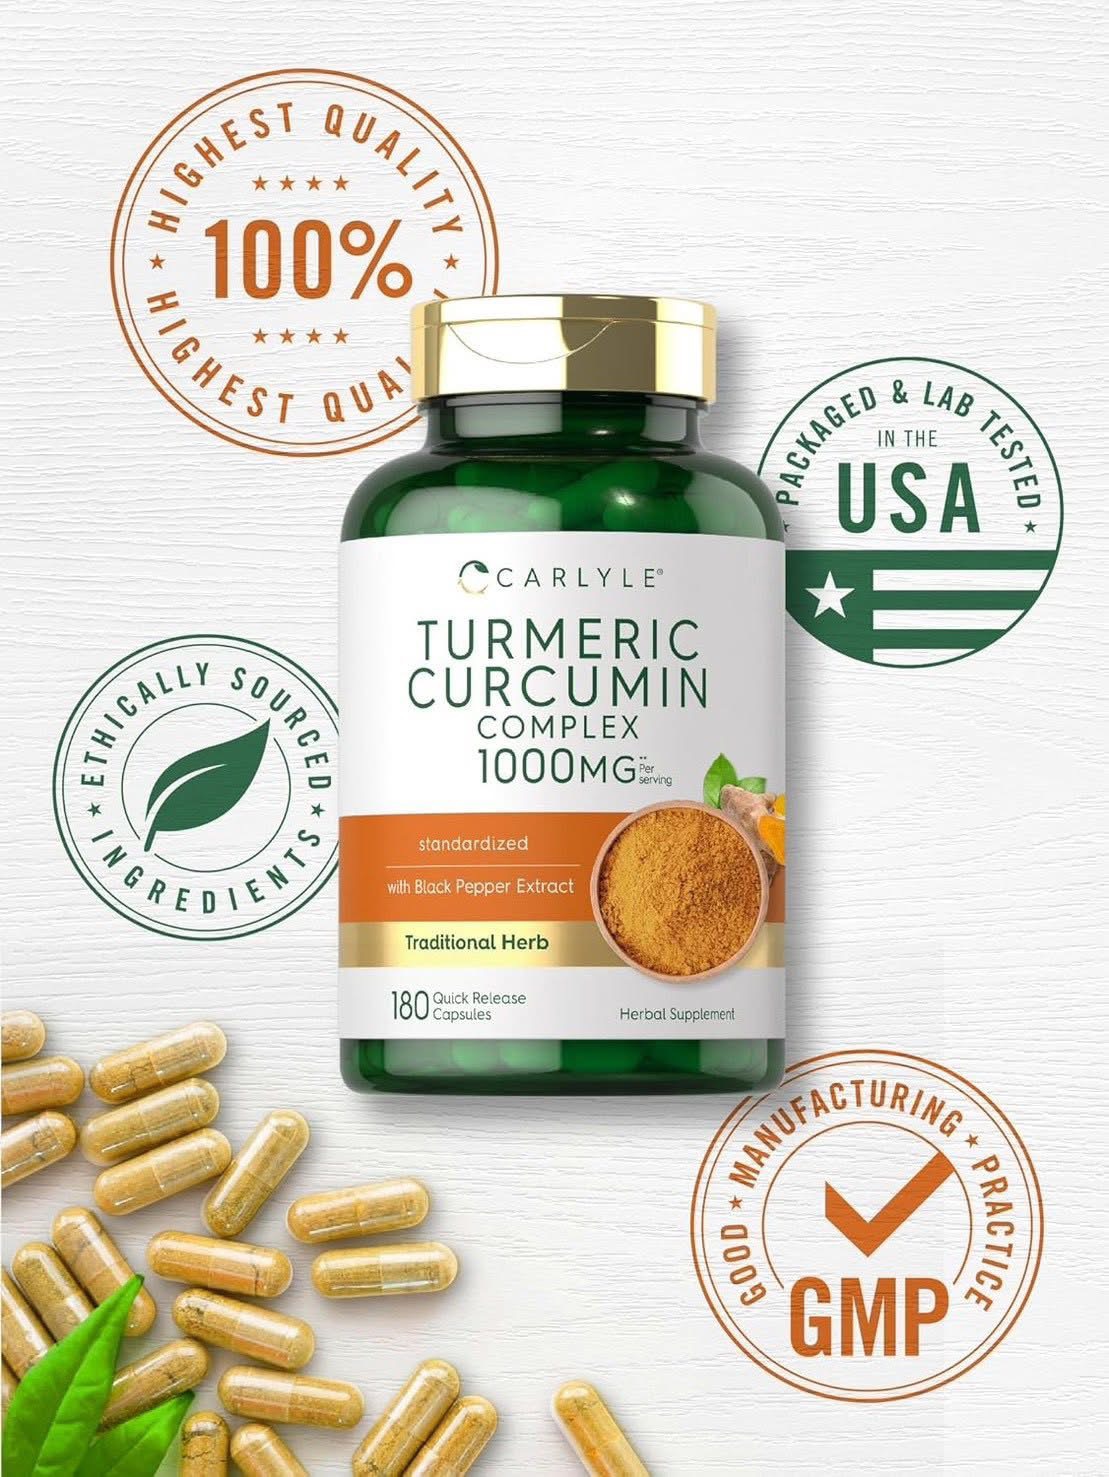 HIGHEST QUALITY
100%
HIGHEST QUA
PACKAGED & LAB TESTED
IN THE
USA
CARLYLE®
TURMERIC
CURCUMIN
COMPLEX
1000MG**
Per
serving
ETHICALLY SOURCED
INGREDIENTS
standardized
with Black Pepper Extract
Traditional Herb
180 Quick Release
Capsules
Herbal Supplement
GOOD MANUFACTURING PRACTICE
GMP